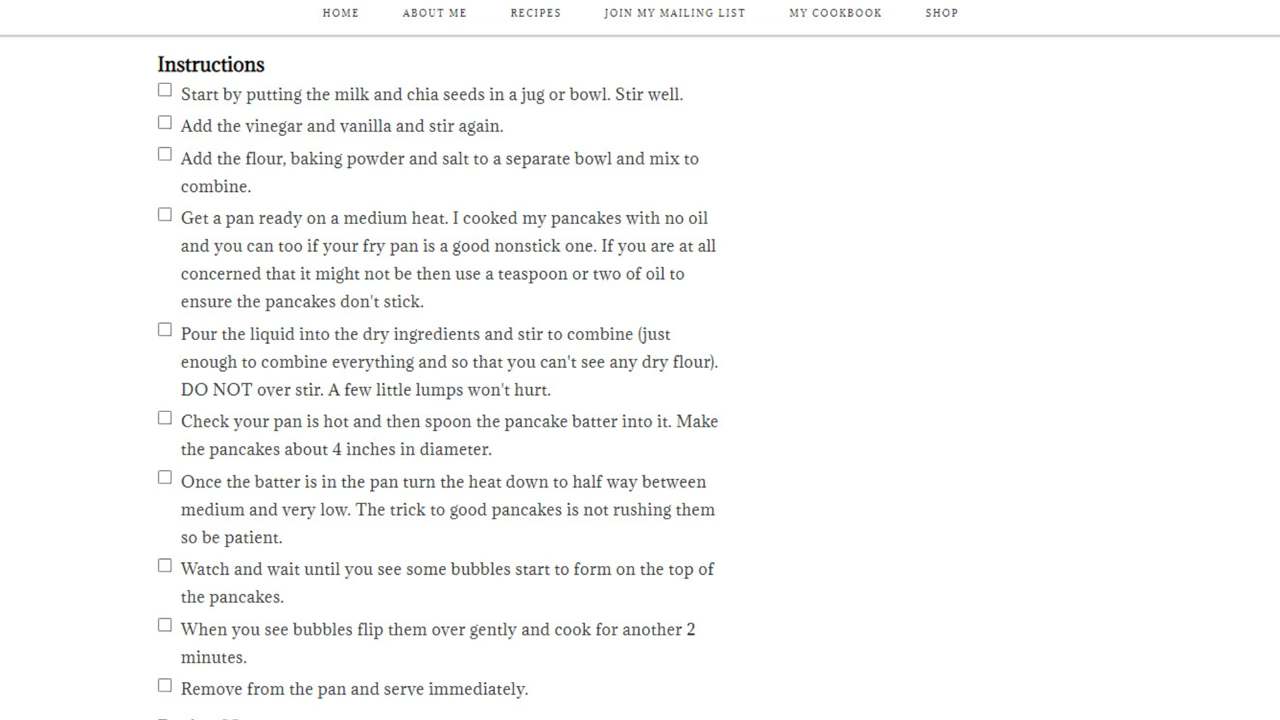 HOME ABOUT ME RECIPES JOIN MY MAILING LIST MY COOKBOOK SHOP
Instructions
Start by putting the milk and chia seeds in a jug or bowl. Stir well.
Add the vinegar and vanilla and stir again.
Add the flour, baking powder and salt to a separate bowl and mix to
combine.
Get a pan ready on a medium heat. I cooked my pancakes with no oil
and you can too if your fry pan is a good nonstick one. If you are at all
concerned that it might not be then use a teaspoon or two of oil to
ensure the pancakes don't stick.
Pour the liquid into the dry ingredients and stir to combine (just
enough to combine everything and so that you can't see any dry flour).
DO NOT over stir. A few little lumps won't hurt.
Check your pan is hot and then spoon the pancake batter into it. Make
the pancakes about 4 inches in diameter.
Once the batter is in the pan turn the heat down to half way between
medium and very low. The trick to good pancakes is not rushing them
so be patient.
Watch and wait until you see some bubbles start to form on the top of
the pancakes.
When you see bubbles flip them over gently and cook for another 2
minutes.
Remove from the pan and serve immediately.